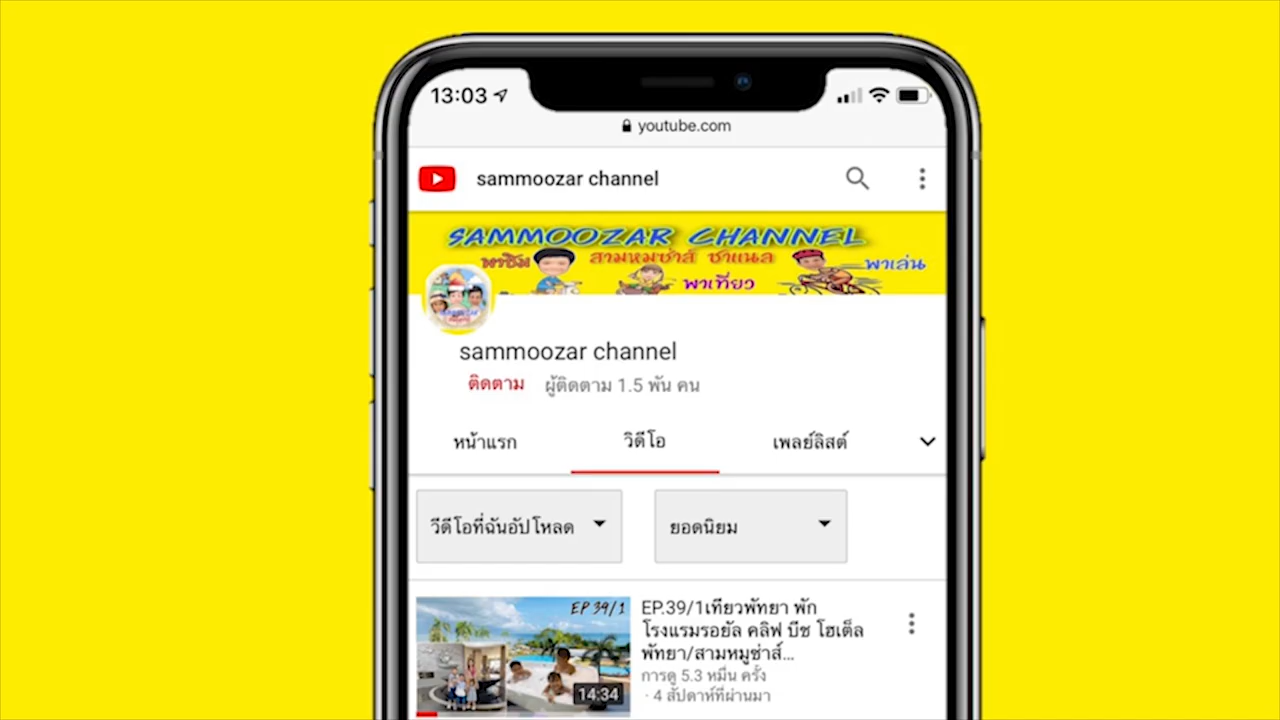 13:03
youtube.com
sammoozar channel
SAMMOOZAR CHANNEL
พาชิม
สามหมูซ่าส์ ชาแนล
พาเล่น
พาเที่ยว
sammoozar channel
ติดตาม ผู้ติดตาม 1.5 พัน คน
หน้าแรก วิดีโอ เพลย์ลิสต์
วีดีโอที่ฉันอัปโหลด ยอดนิยม
EP 39/1
14:34
EP.39/1เที่ยวพัทยา พัก
โรงแรมรอยัล คลิฟ บีช โฮเต็ล
พัทยา/สามหมูซ่าส์...
การดู 5.3 หมื่น ครั้ง
· 4 สัปดาห์ที่ผ่านมา